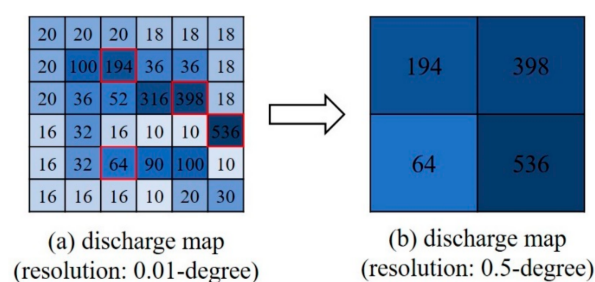 20 20 20 18 18 18
20 100 194 36 36 18
20 36 52 316 398 18
16 32 16 10 10 536
16 32 64 90 100 10
16 16 16 10 20 30
194 398
64 536
(a) discharge map
(resolution: 0.01-degree)
(b) discharge map
(resolution: 0.5-degree)